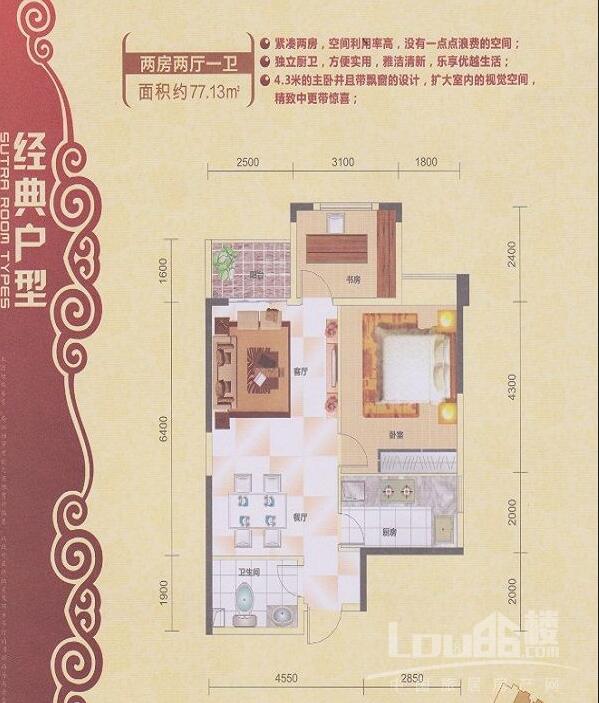 两房两厅一卫
面积约77.13㎡
紧凑两房，空间利用率高，没有一点点浪费的空间；
独立厨卫，方便实用，雅洁清新，乐享优越生活；
4.3米的主卧并且带飘窗的设计，扩大室内的视觉空间，
精致中更带惊喜；
经典户型
SUTRA ROOM TYPES
2500 3100 1800
1600
6400
1900
2400
4300
2000
2000
阳台
书房
客厅
卧室
餐厅
厨房
卫生间
4550 2850
Lou86楼.com